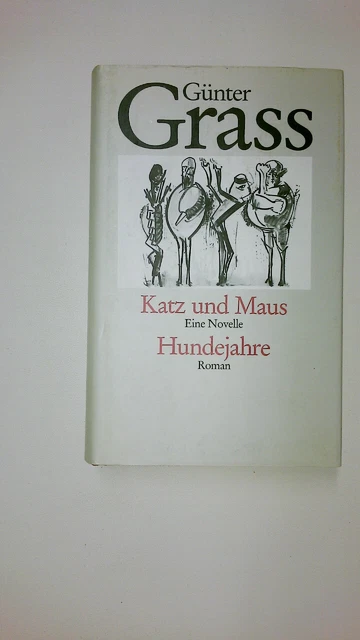 Günter
Grass
Katz und Maus
Eine Novelle
Hundejahre
Roman